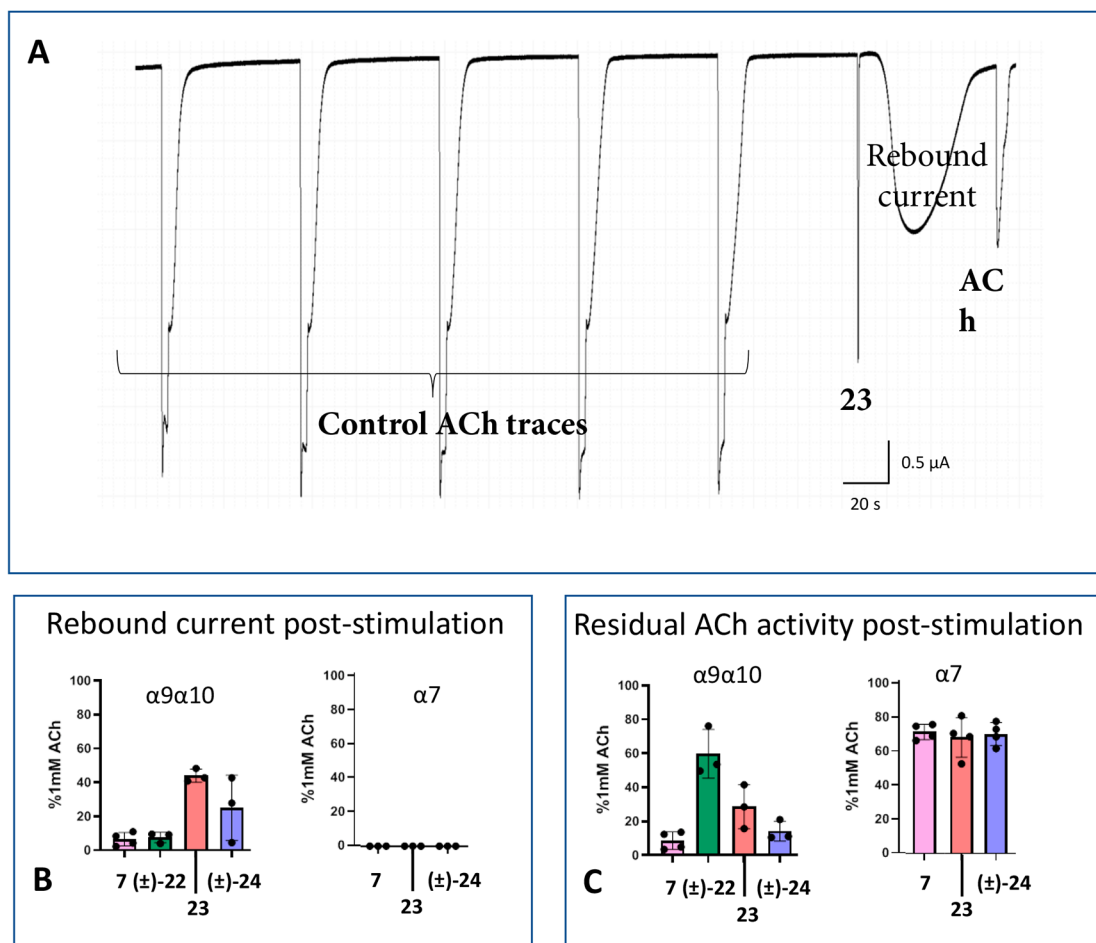 A
Rebound
current
AC
h
Control ACh traces
23
0.5 µA
20 s
Rebound current post-stimulation
α9α10
%1mM ACh
100
80
60
40
20
0
7 (±)-22 (±)-24
23
α7
%1mM ACh
100
80
60
40
20
0
7 (±)-24
23
B
Residual ACh activity post-stimulation
α9α10
%1mM ACh
100
80
60
40
20
0
7 (±)-22 (±)-24
23
α7
%1mM ACh
100
80
60
40
20
0
7 (±)-24
23
C